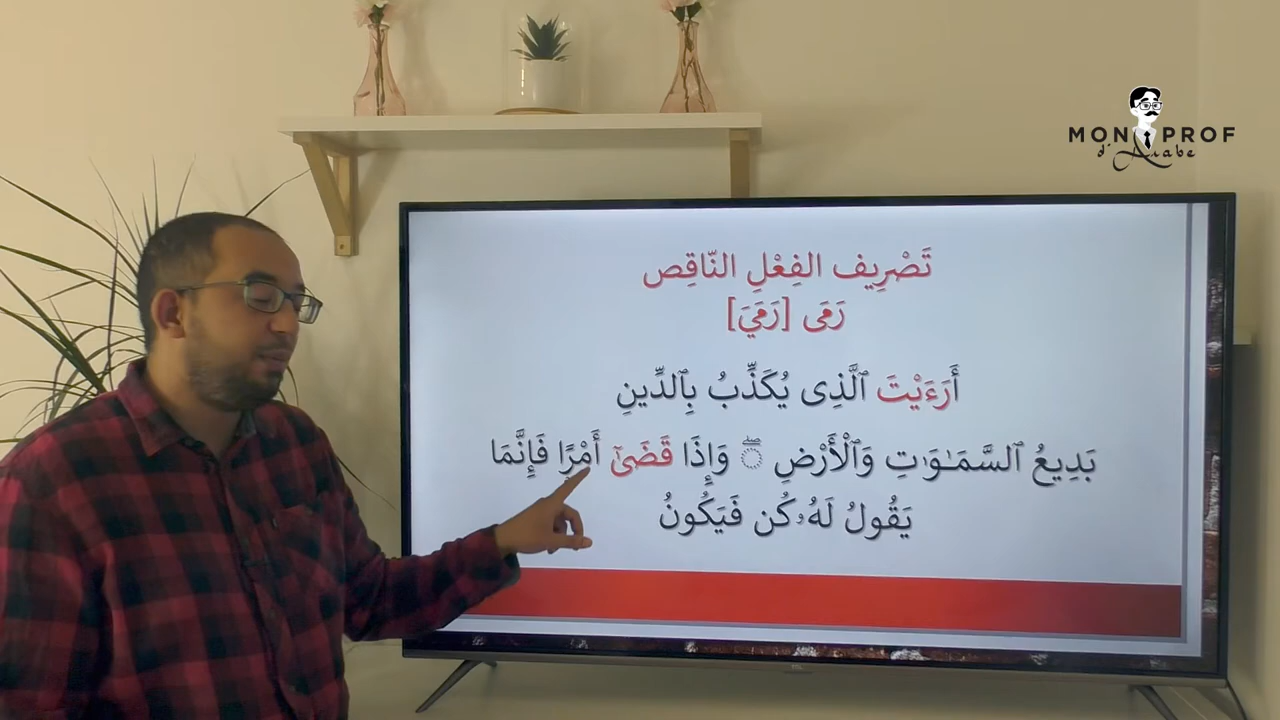 MON PROF
d'Arabe
تَصْرِيف الفِعْلِ النّاقِص
رَمَى [رَمَيَ]
أَرَءَيْتَ ٱلَّذِى يُكَذِّبُ بِٱلدِّينِ
بَدِيعُ ٱلسَّمَـٰوَٰتِ وَٱلْأَرْضِ ۖ وَإِذَا قَضَىٰٓ أَمْرًا فَإِنَّمَا
يَقُولُ لَهُۥ كُن فَيَكُونُ